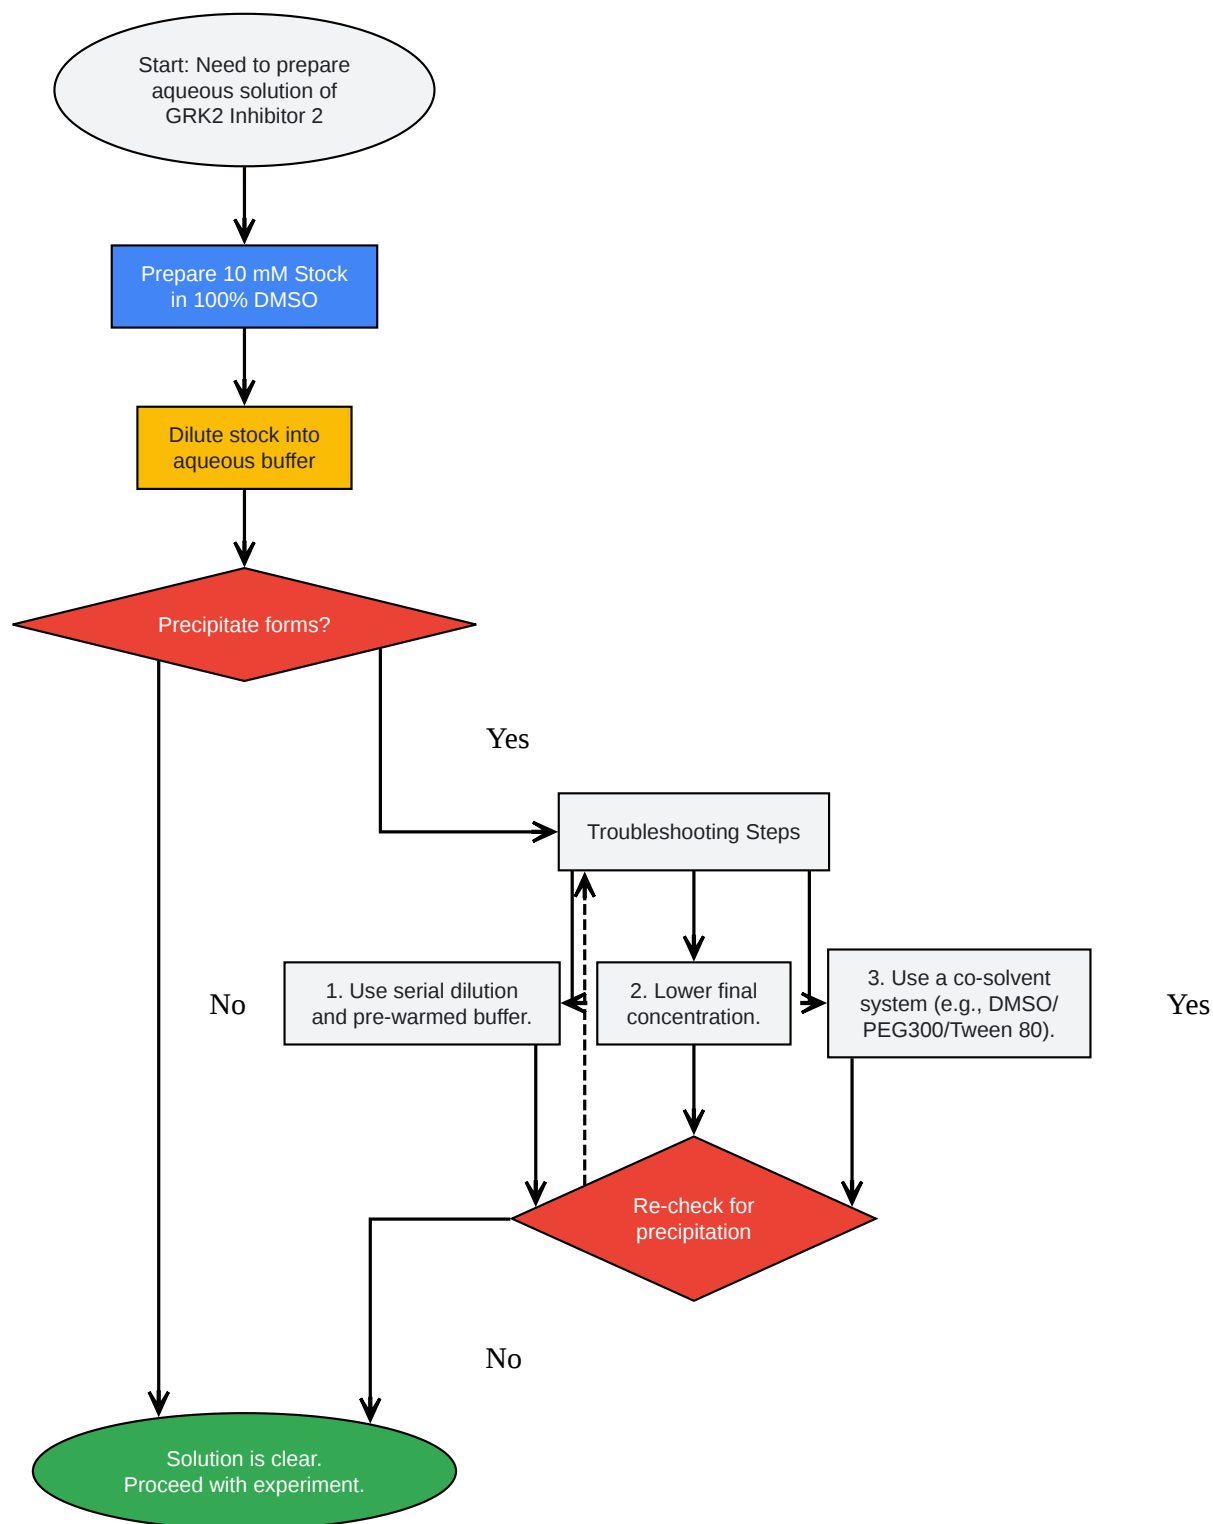 Start: Need to prepare
aqueous solution of
GRK2 Inhibitor 2
Prepare 10 mM Stock
in 100% DMSO
Dilute stock into
aqueous buffer
Precipitate forms?
Yes
Troubleshooting Steps
No
1. Use serial dilution
and pre-warmed buffer.
2. Lower final
concentration.
3. Use a co-solvent
system (e.g., DMSO/
PEG300/Tween 80).
Yes
Re-check for
precipitation
No
Solution is clear.
Proceed with experiment.